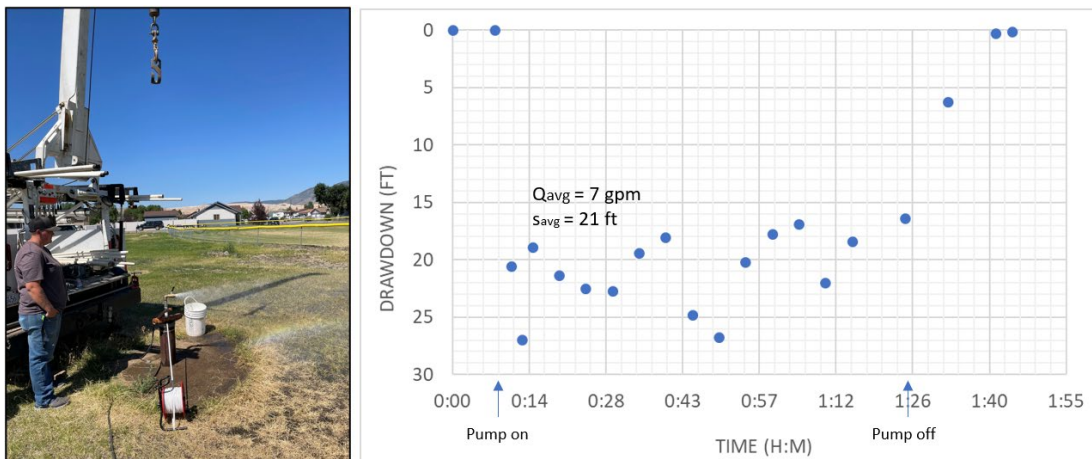 0
5
10
15
20
25
30
DRAWDOWN (FT)
Qavg = 7 gpm
savg = 21 ft
0:00 0:14 0:28 0:43 0:57 1:12 1:26 1:40 1:55
Pump on
TIME (H:M)
Pump off